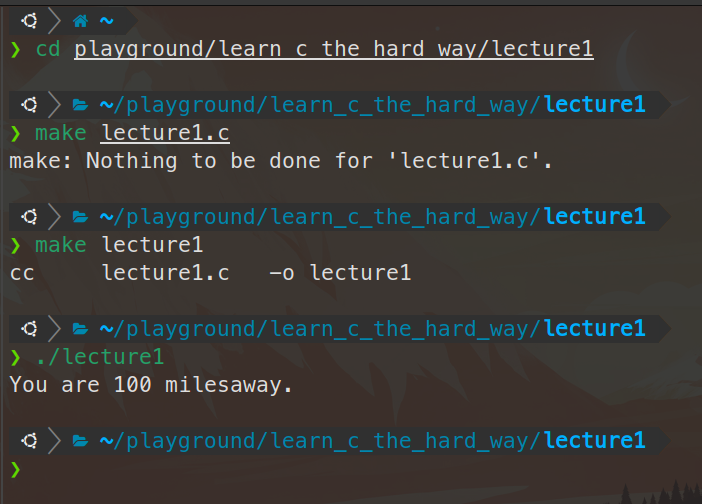 ~
❯ cd playground/learn_c_the_hard_way/lecture1
~/playground/learn_c_the_hard_way/lecture1
❯ make lecture1.c
make: Nothing to be done for 'lecture1.c'.
~/playground/learn_c_the_hard_way/lecture1
❯ make lecture1
cc     lecture1.c   -o lecture1
~/playground/learn_c_the_hard_way/lecture1
❯ ./lecture1
You are 100 milesaway.
~/playground/learn_c_the_hard_way/lecture1
❯